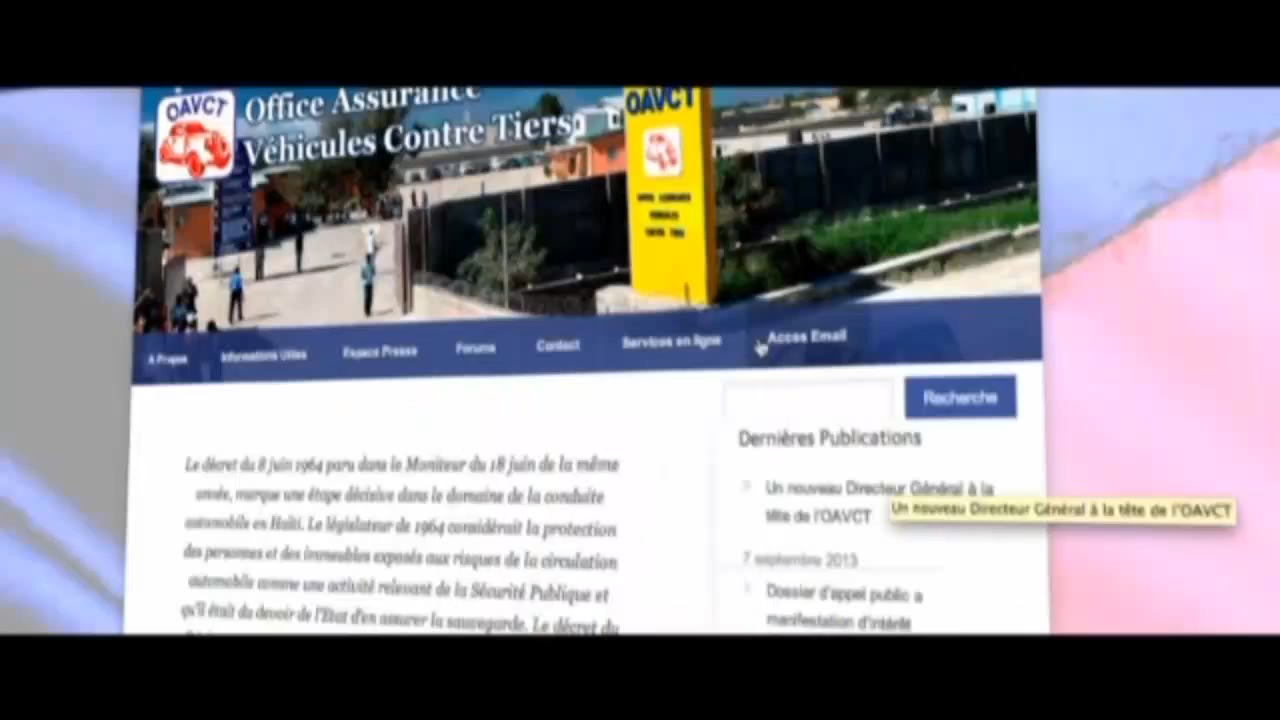 OAVCT
Office Assurance
Véhicules Contre Tiers
OAVCT
A Propos
Informations Utiles
Espace Presse
Forums
Contact
Services en ligne
Acces Email
Recherche
Dernières Publications
Un nouveau Directeur Général à la
tête de l'OAVCT
Un nouveau Directeur Général à la tête de l'OAVCT
7 septembre 2013
Dossier d'appel public a
manifestation d'intérêt
Le décret du 8 juin 1964 paru dans le Moniteur du 18 juin de la même
année, marque une étape décisive dans le domaine de la conduite
automobile en Haïti. Le législateur de 1964 considérait la protection
des personnes et des immeubles exposés aux risques de la circulation
automobile comme une activité relevant de la Sécurité Publique et
qu'il était du devoir de l'Etat d'en assurer la sauvegarde. Le décret du